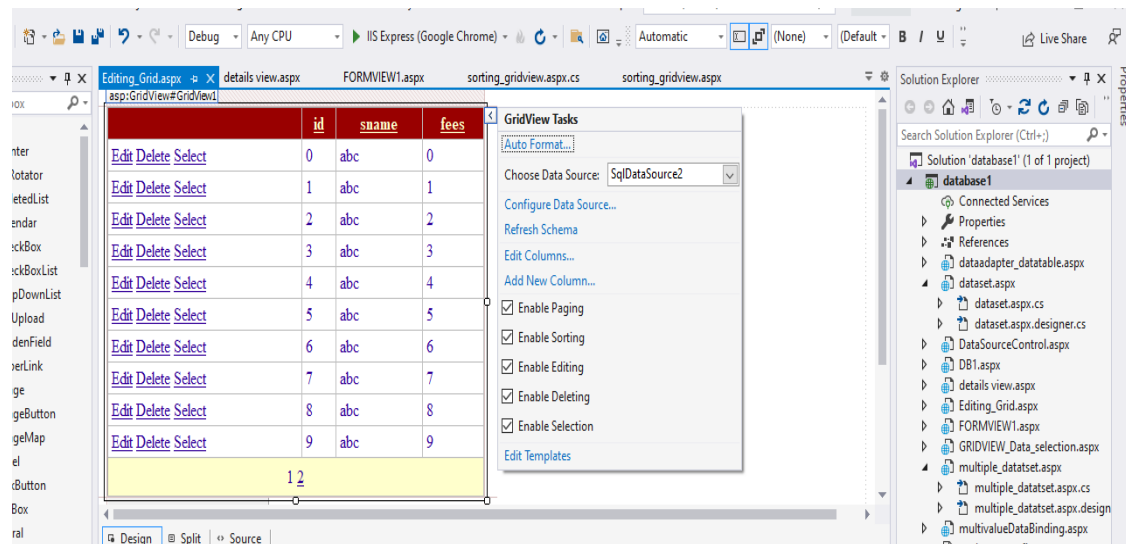 Debug Any CPU IIS Express (Google Chrome) Automatic (None) (Default B I U Live Share
Editing_Grid.aspx details view.aspx FORMVIEW1.aspx sorting_gridview.aspx.cs sorting_gridview.aspx
asp:GridView#GridView1
id sname fees
Edit Delete Select 0 abc 0
Edit Delete Select 1 abc 1
Edit Delete Select 2 abc 2
Edit Delete Select 3 abc 3
Edit Delete Select 4 abc 4
Edit Delete Select 5 abc 5
Edit Delete Select 6 abc 6
Edit Delete Select 7 abc 7
Edit Delete Select 8 abc 8
Edit Delete Select 9 abc 9
1 2
GridView Tasks
Auto Format...
Choose Data Source: SqlDataSource2
Configure Data Source...
Refresh Schema
Edit Columns...
Add New Column...
Enable Paging
Enable Sorting
Enable Editing
Enable Deleting
Enable Selection
Edit Templates
Design Split Source
ox
nter
Rotator
letedList
endar
eckBox
eckBoxList
pDownList
Upload
denField
perLink
ge
geButton
geMap
el
kButton
Box
ral
Solution Explorer
Search Solution Explorer (Ctrl+;)
Solution 'database1' (1 of 1 project)
database1
Connected Services
Properties
References
dataadapter_datatable.aspx
dataset.aspx
dataset.aspx.cs
dataset.aspx.designer.cs
DataSourceControl.aspx
DB1.aspx
details view.aspx
Editing_Grid.aspx
FORMVIEW1.aspx
GRIDVIEW_Data_selection.aspx
multiple_datatset.aspx
multiple_datatset.aspx.cs
multiple_datatset.aspx.design
multivalueDataBinding.aspx
Properties